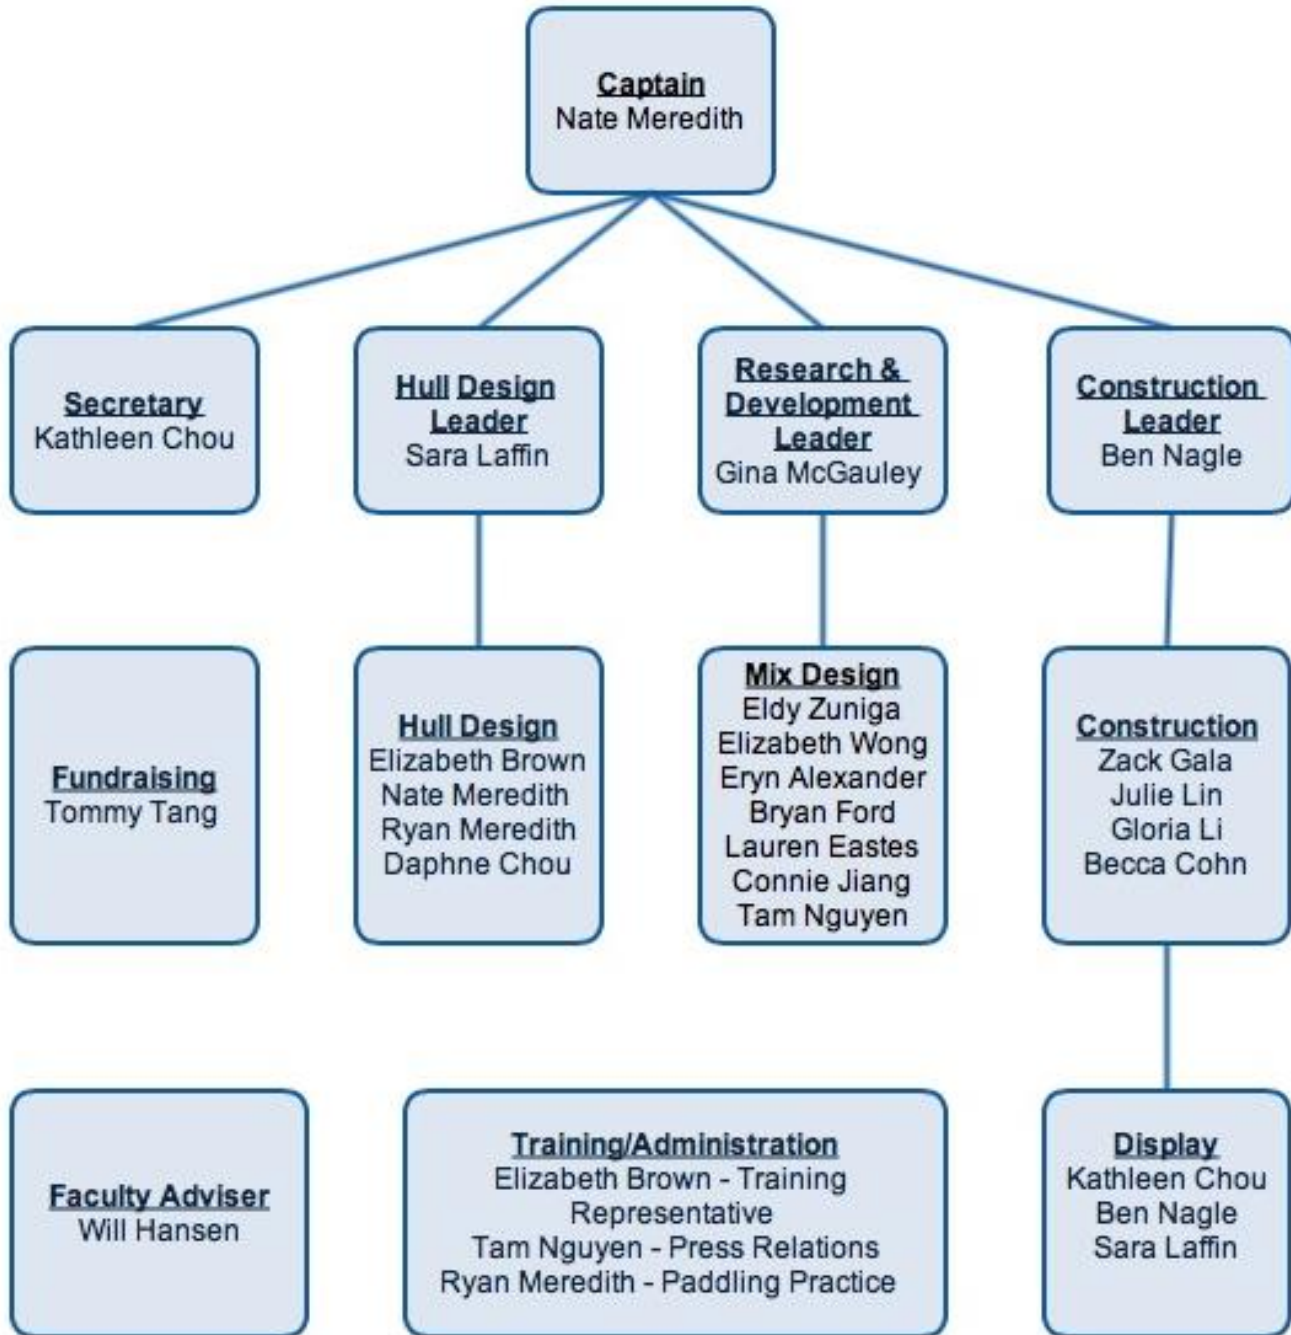 Captain
Nate Meredith
Secretary
Kathleen Chou
Hull Design
Leader
Sara Laffin
Research &
Development
Leader
Gina McGauley
Construction
Leader
Ben Nagle
Fundraising
Tommy Tang
Hull Design
Elizabeth Brown
Nate Meredith
Ryan Meredith
Daphne Chou
Mix Design
Eldy Zuniga
Elizabeth Wong
Eryn Alexander
Bryan Ford
Lauren Eastes
Connie Jiang
Tam Nguyen
Construction
Zack Gala
Julie Lin
Gloria Li
Becca Cohn
Faculty Adviser
Will Hansen
Training/Administration
Elizabeth Brown - Training
Representative
Tam Nguyen - Press Relations
Ryan Meredith - Paddling Practice
Display
Kathleen Chou
Ben Nagle
Sara Laffin